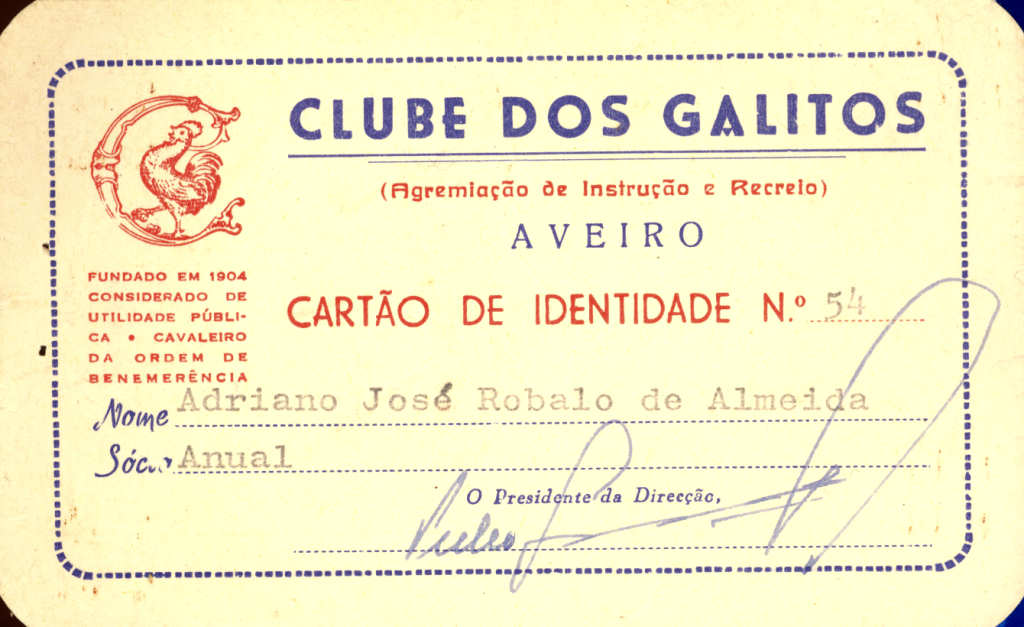 CLUBE DOS GALITOS
(Agremiação de Instrução e Recreio)
AVEIRO
FUNDADO EM 1904
CONSIDERADO DE
UTILIDADE PÚBLI-
CA • CAVALEIRO
DA ORDEM DE
BENEMERÊNCIA
CARTÃO DE IDENTIDADE N.º 54
Nome Adriano José Robalo de Almeida
Sócio Anual
O Presidente da Direcção,